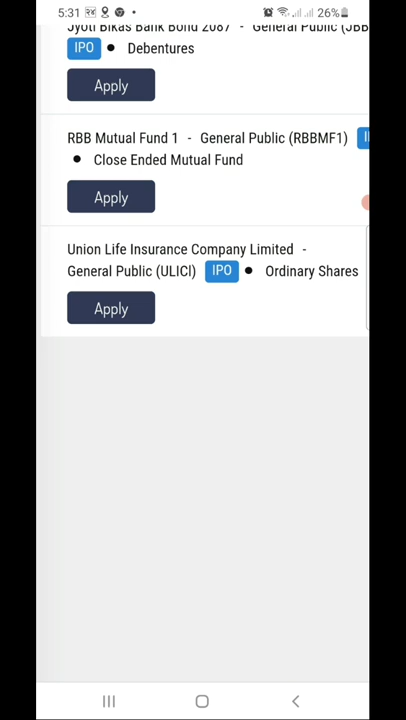 5:31 26%
Jyoti Bikas Bank Bond 2087 - General Public (JBB
IPO ● Debentures
Apply
RBB Mutual Fund 1 - General Public (RBBMF1)
● Close Ended Mutual Fund
Apply
Union Life Insurance Company Limited -
General Public (ULICl) IPO ● Ordinary Shares
Apply